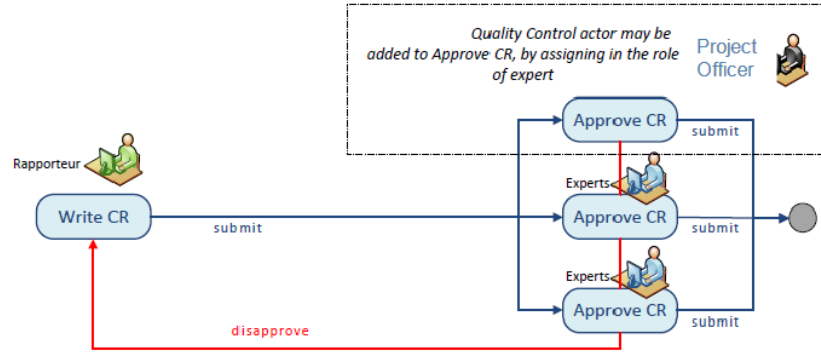 Quality Control actor may be
added to Approve CR, by assigning in the role
of expert
Project
Officer
Approve CR
submit
Rapporteur
Write CR
submit
Experts
Approve CR
submit
Experts
Approve CR
submit
disapprove